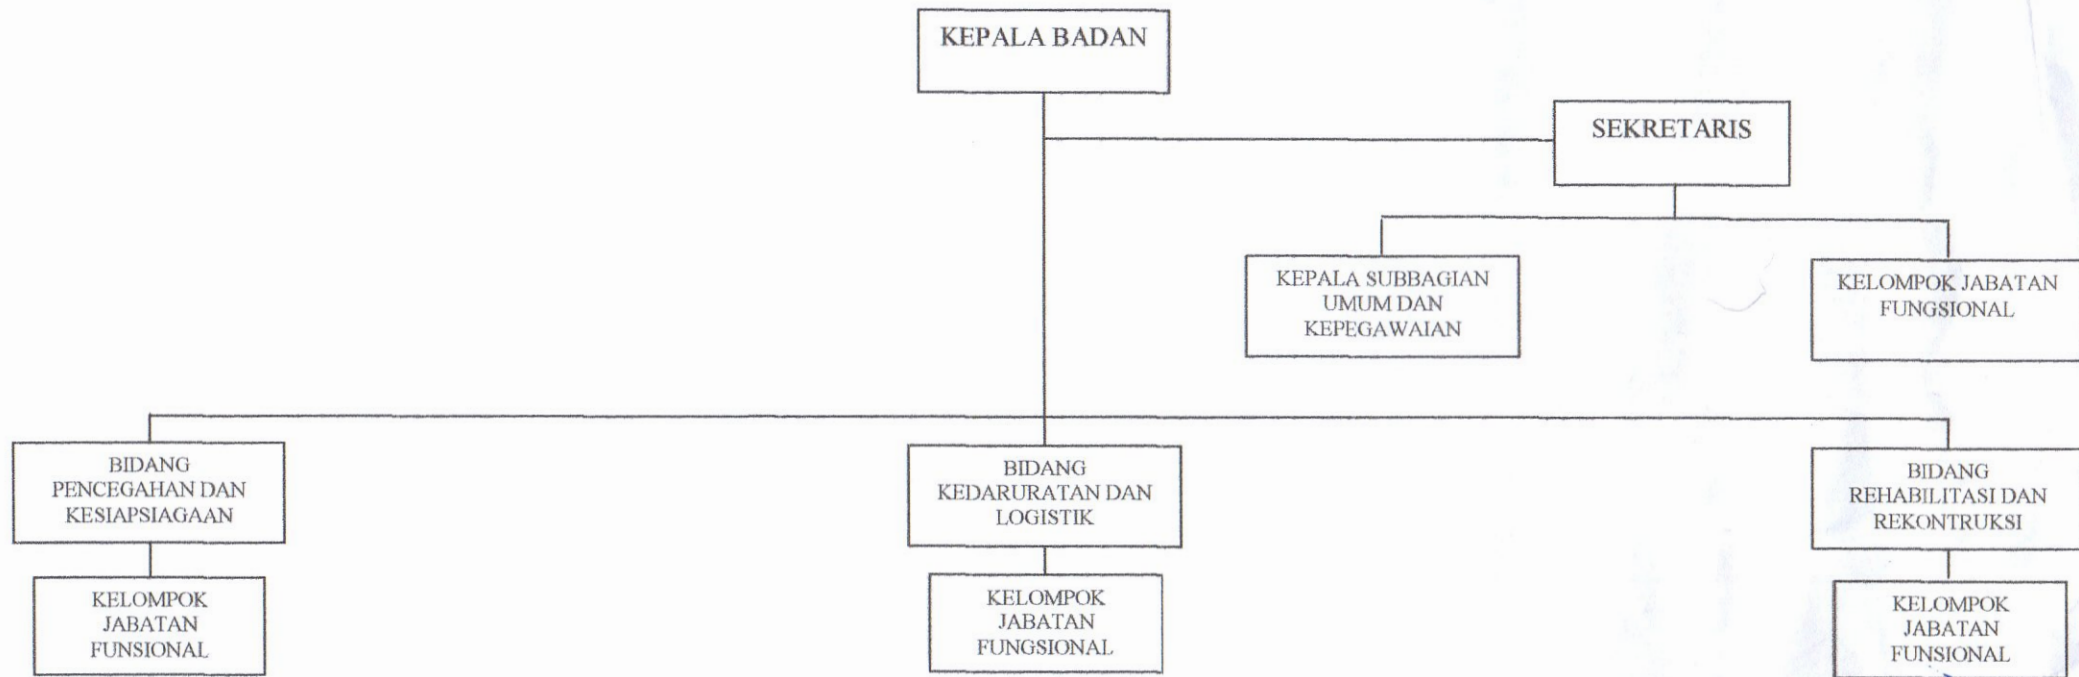 KEPALA BADAN
SEKRETARIS
KEPALA SUBBAGIAN
UMUM DAN
KEPEGAWAIAN
KELOMPOK JABATAN
FUNGSIONAL
BIDANG
PENCEGAHAN DAN
KESIAPSIAGAAN
BIDANG
KEDARURATAN DAN
LOGISTIK
BIDANG
REHABILITASI DAN
REKONTRUKSI
KELOMPOK
JABATAN
FUNSIONAL
KELOMPOK
JABATAN
FUNGSIONAL
KELOMPOK
JABATAN
FUNSIONAL